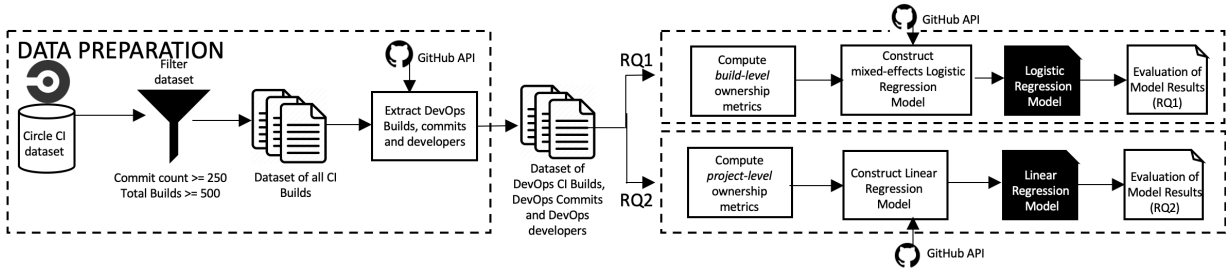 DATA PREPARATION
Circle CI
dataset
Filter
dataset
Commit count >= 250
Total Builds >= 500
Dataset of all CI
Builds
GitHub API
Extract DevOps
Builds, commits
and developers
Dataset of
DevOps CI Builds,
DevOps Commits
and DevOps
developers
RQ1
Compute
build-level
ownership
metrics
GitHub API
Construct
mixed-effects Logistic
Regression
Model
Logistic
Regression
Model
Evaluation of
Model Results
(RQ1)
RQ2
Compute
project-level
ownership
metrics
Construct Linear
Regression
Model
GitHub API
Linear
Regression
Model
Evaluation of
Model Results
(RQ2)